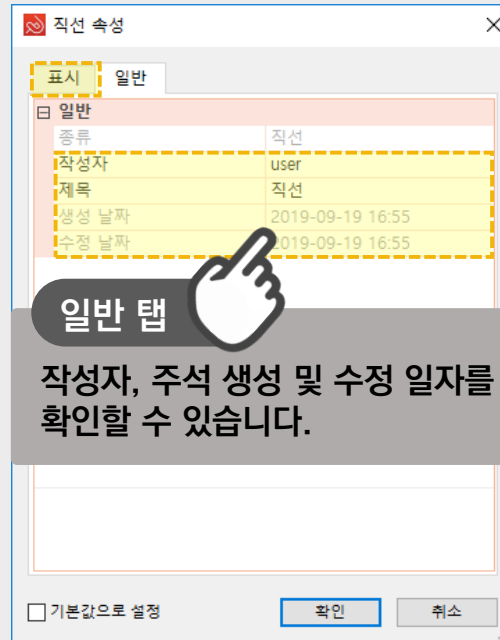 직선 속성
표시 일반
일반
종류 직선
작성자 user
제목 직선
생성 날짜 2019-09-19 16:55
수정 날짜 2019-09-19 16:55
일반 탭
작성자, 주석 생성 및 수정 일자를
확인할 수 있습니다.
기본값으로 설정 확인 취소